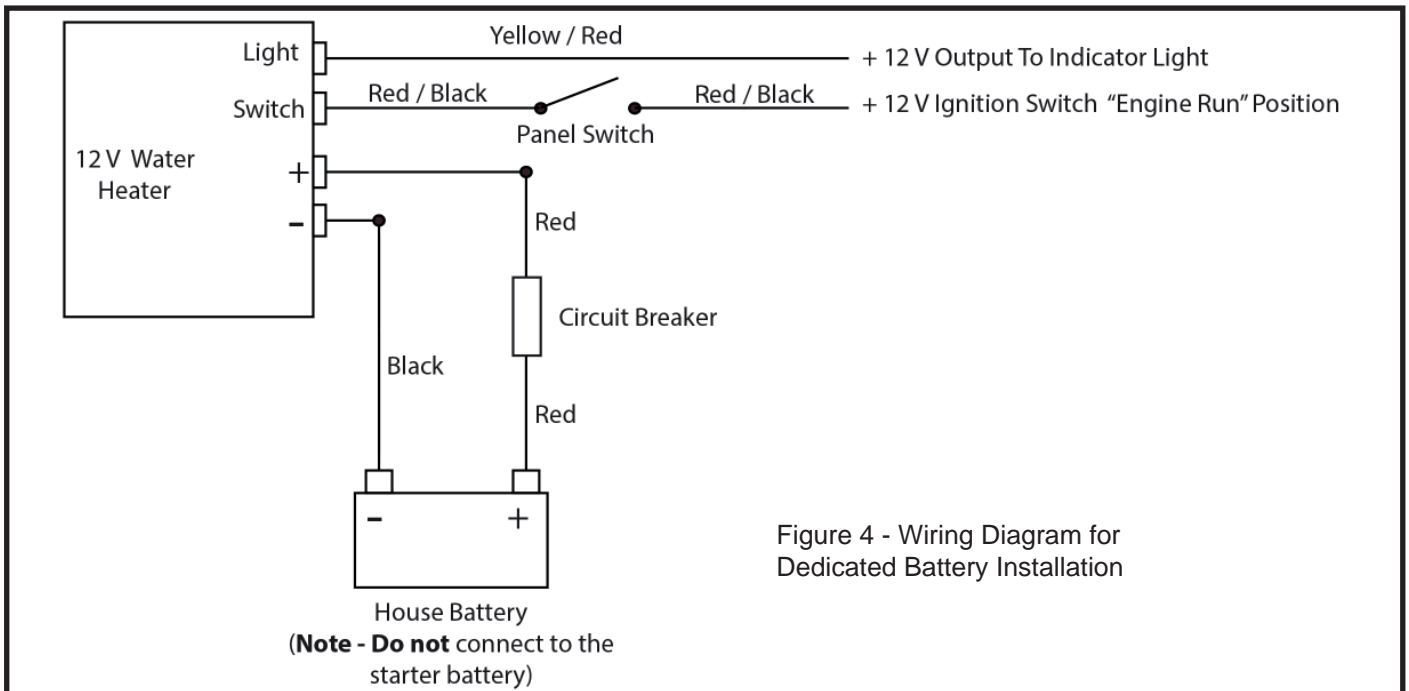 Yellow / Red
Light
+ 12 V Output To Indicator Light
Red / Black
Red / Black
Switch
+ 12 V Ignition Switch “Engine Run” Position
Panel Switch
12 V Water
Heater
+
-
Red
Circuit Breaker
Black
Red
- +
Figure 4 - Wiring Diagram for
Dedicated Battery Installation
House Battery
(Note - Do not connect to the
starter battery)